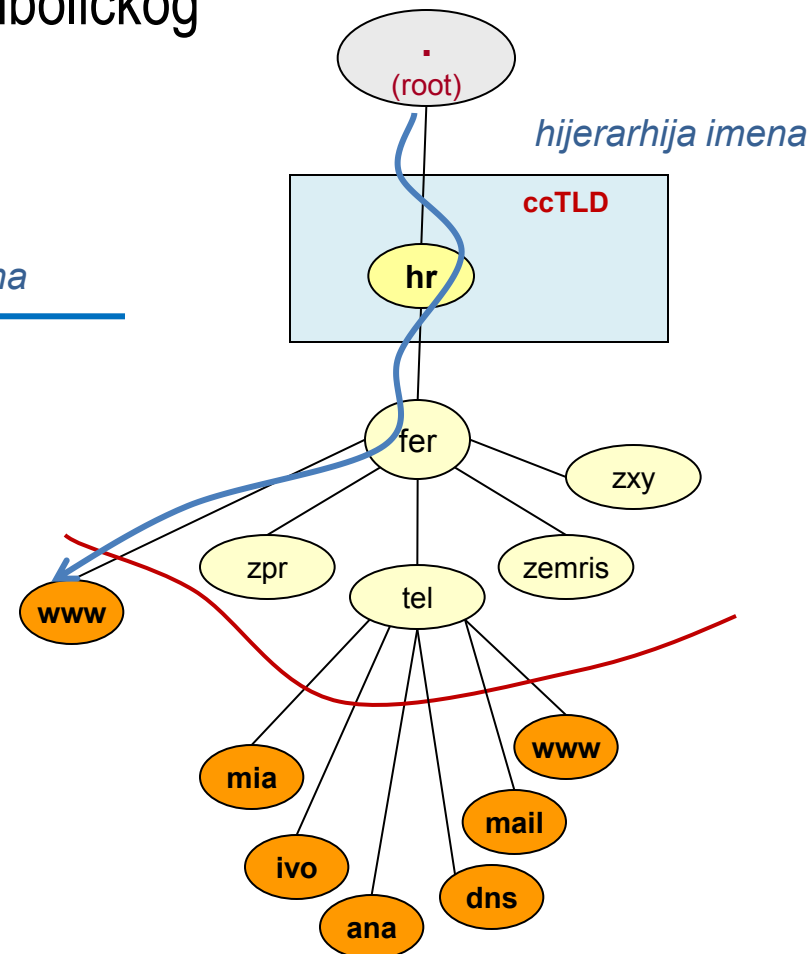 .
(root)
hijerarhija imena
ccTLD
hr
fer
zxy
zpr
zemris
tel
www
www
mia
mail
ivo
dns
ana